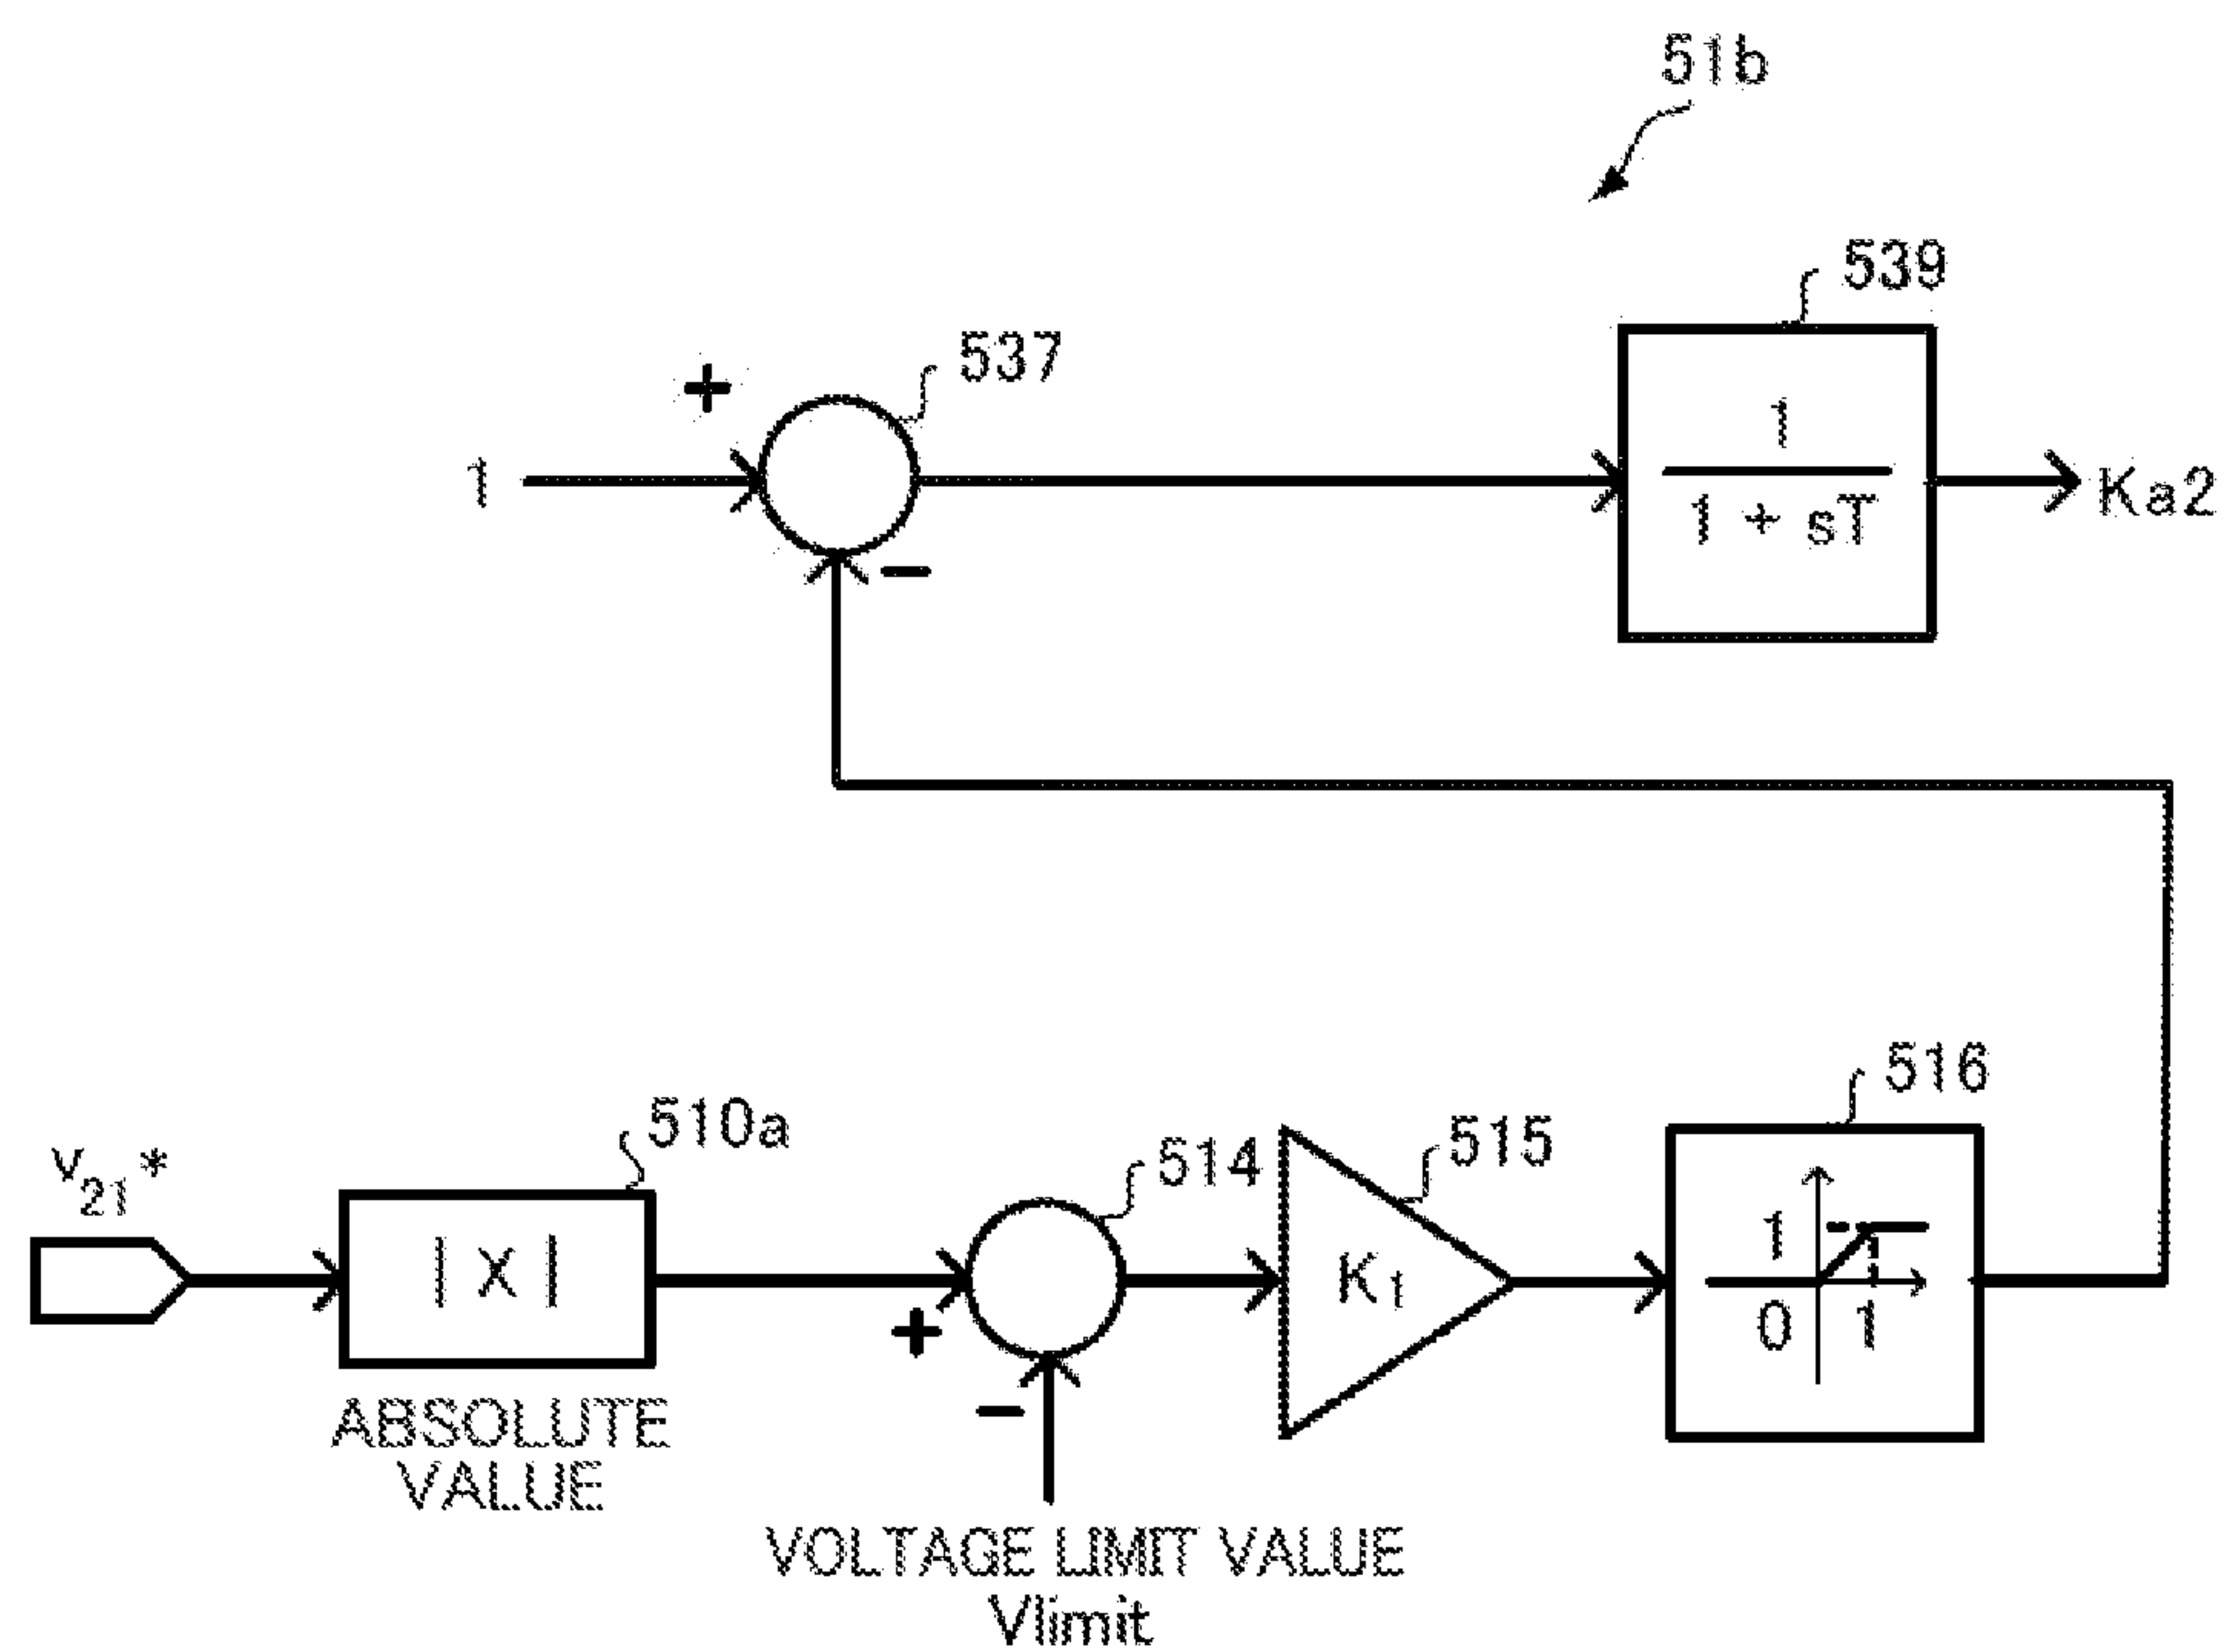 51b
539
537
+
1
1
1 + sT
Ka2
−
516
510a
515
514
v21*
| X |
K1
1
0 1
+
−
ABSOLUTE
VALUE
VOLTAGE LIMIT VALUE
Vlimit